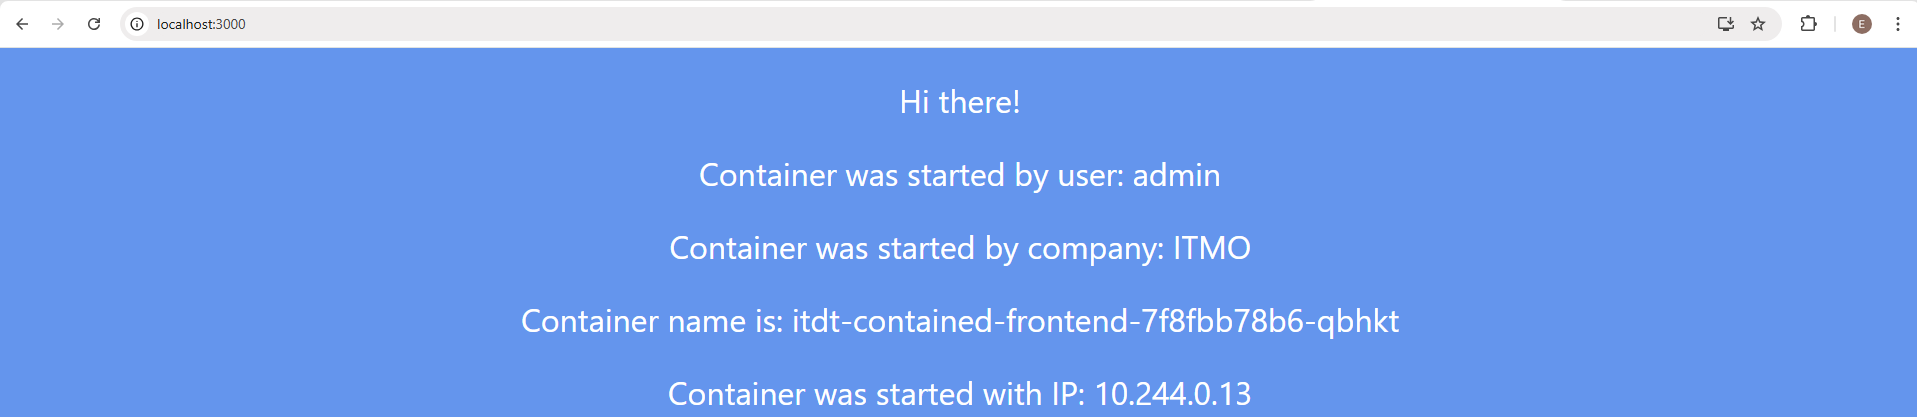 localhost:3000
E
Hi there!
Container was started by user: admin
Container was started by company: ITMO
Container name is: itdt-contained-frontend-7f8fbb78b6-qbhkt
Container was started with IP: 10.244.0.13